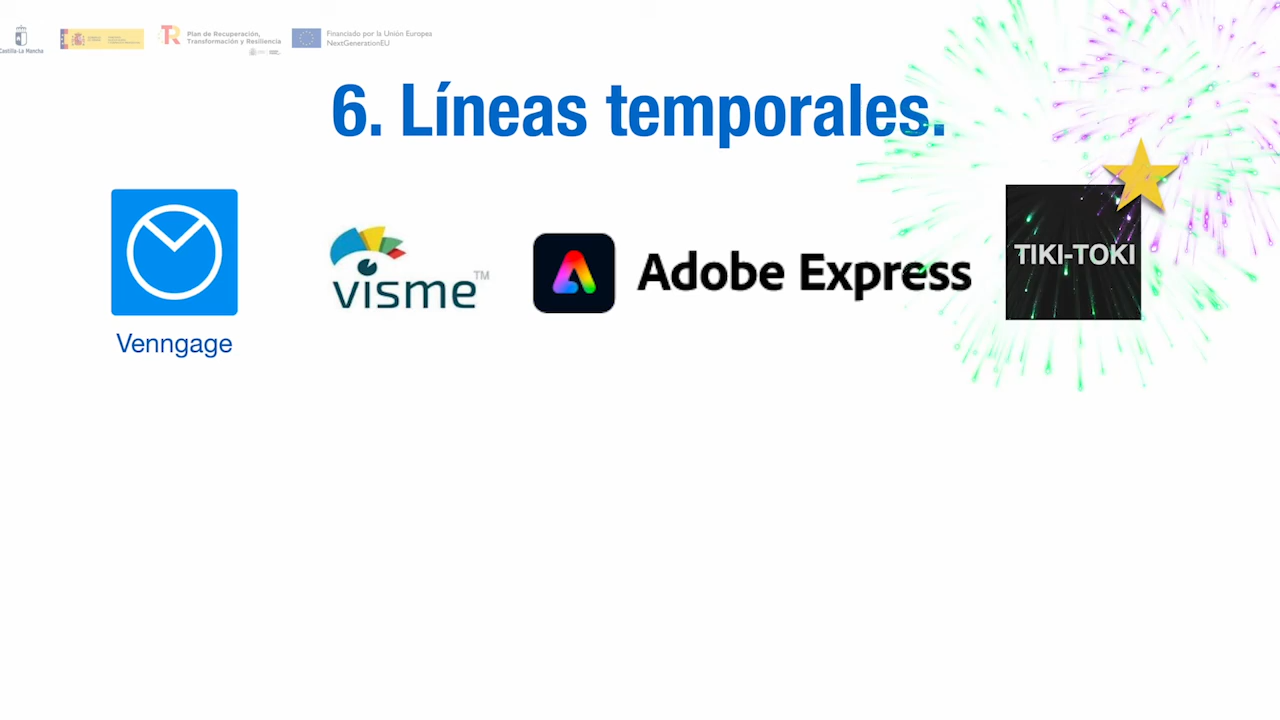 Castilla-La Mancha
Plan de Recuperación,
Transformación y Resiliencia
Financiado por la Unión Europea
NextGenerationEU
6. Líneas temporales.
visme™
Adobe Express
TIKI-TOKI
Venngage